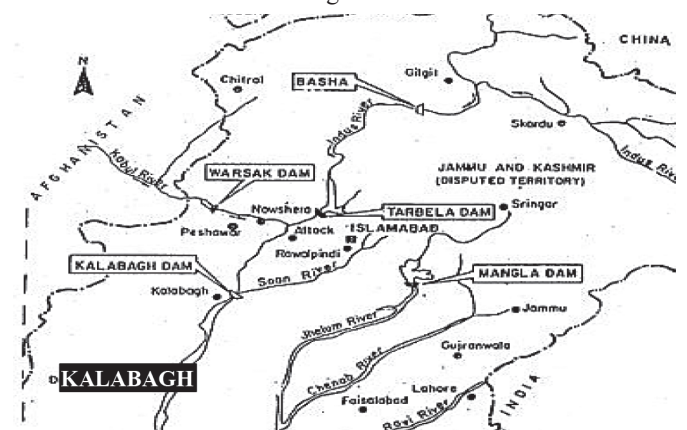 CHINA
N
Chitral
Gilgit
BASHA
Indus River
Skardu
AFGHANISTAN
Kabul River
Indus River
WARSAK DAM
JAMMU AND KASHMIR
(DISPUTED TERRITORY)
Nowshera
TARBELA DAM
Sringar
Peshawar
Attock
ISLAMABAD
Rawalpindi
KALABAGH DAM
Soan River
MANGLA DAM
Kalabagh
Jhelum River
Jammu
Gujranwala
Chenab River
D
KALABAGH
Lahore
INDIA
Faisalabad
Ravi River